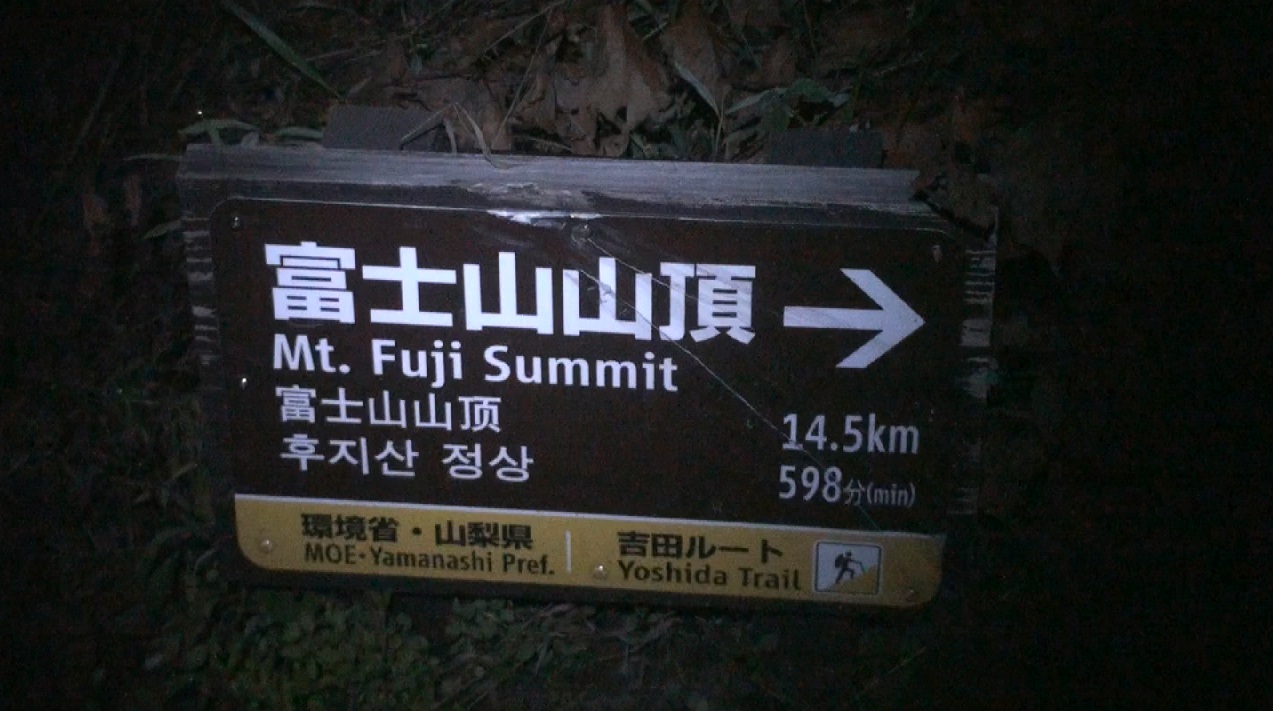 富士山山頂 →
Mt. Fuji Summit
富士山山顶
후지산 정상
14.5km
598分(min)
環境省・山梨県
MOE・Yamanashi Pref.
吉田ルート
Yoshida Trail